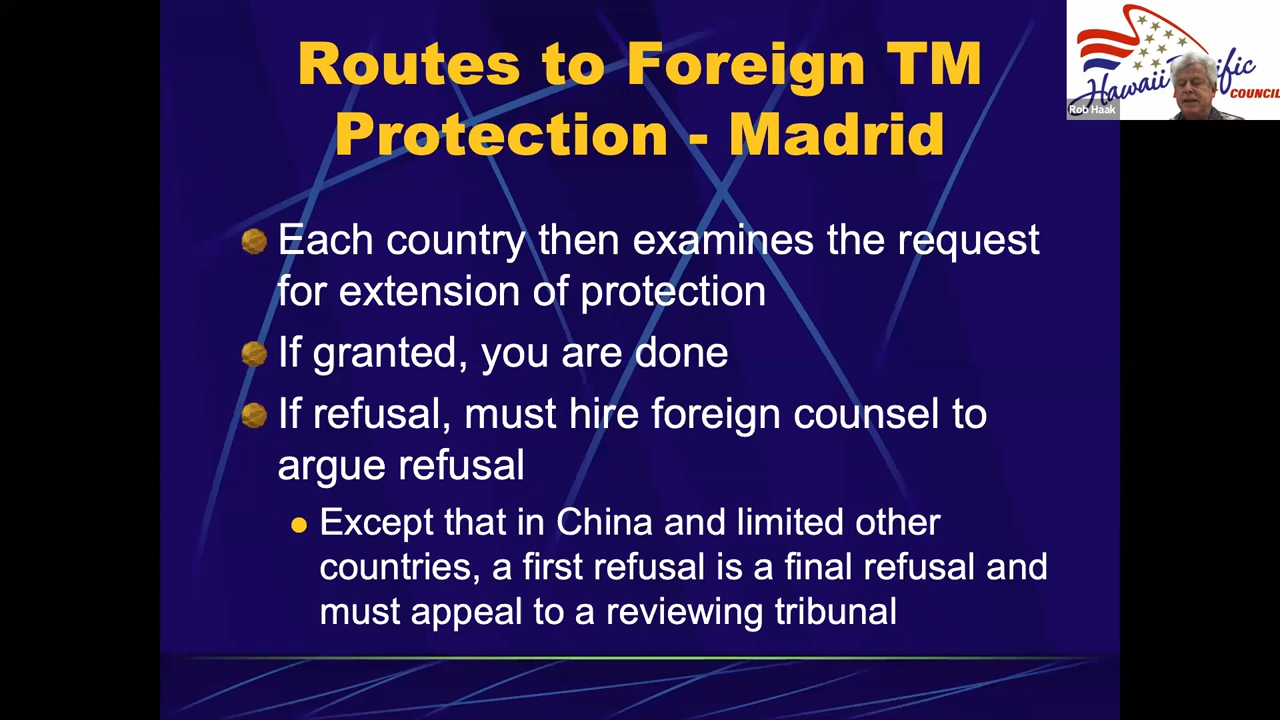 Routes to Foreign TM
Protection - Madrid
Each country then examines the request
for extension of protection
If granted, you are done
If refusal, must hire foreign counsel to
argue refusal
Except that in China and limited other
countries, a first refusal is a final refusal and
must appeal to a reviewing tribunal
Hawaii
COUNCIL
Rob Haak